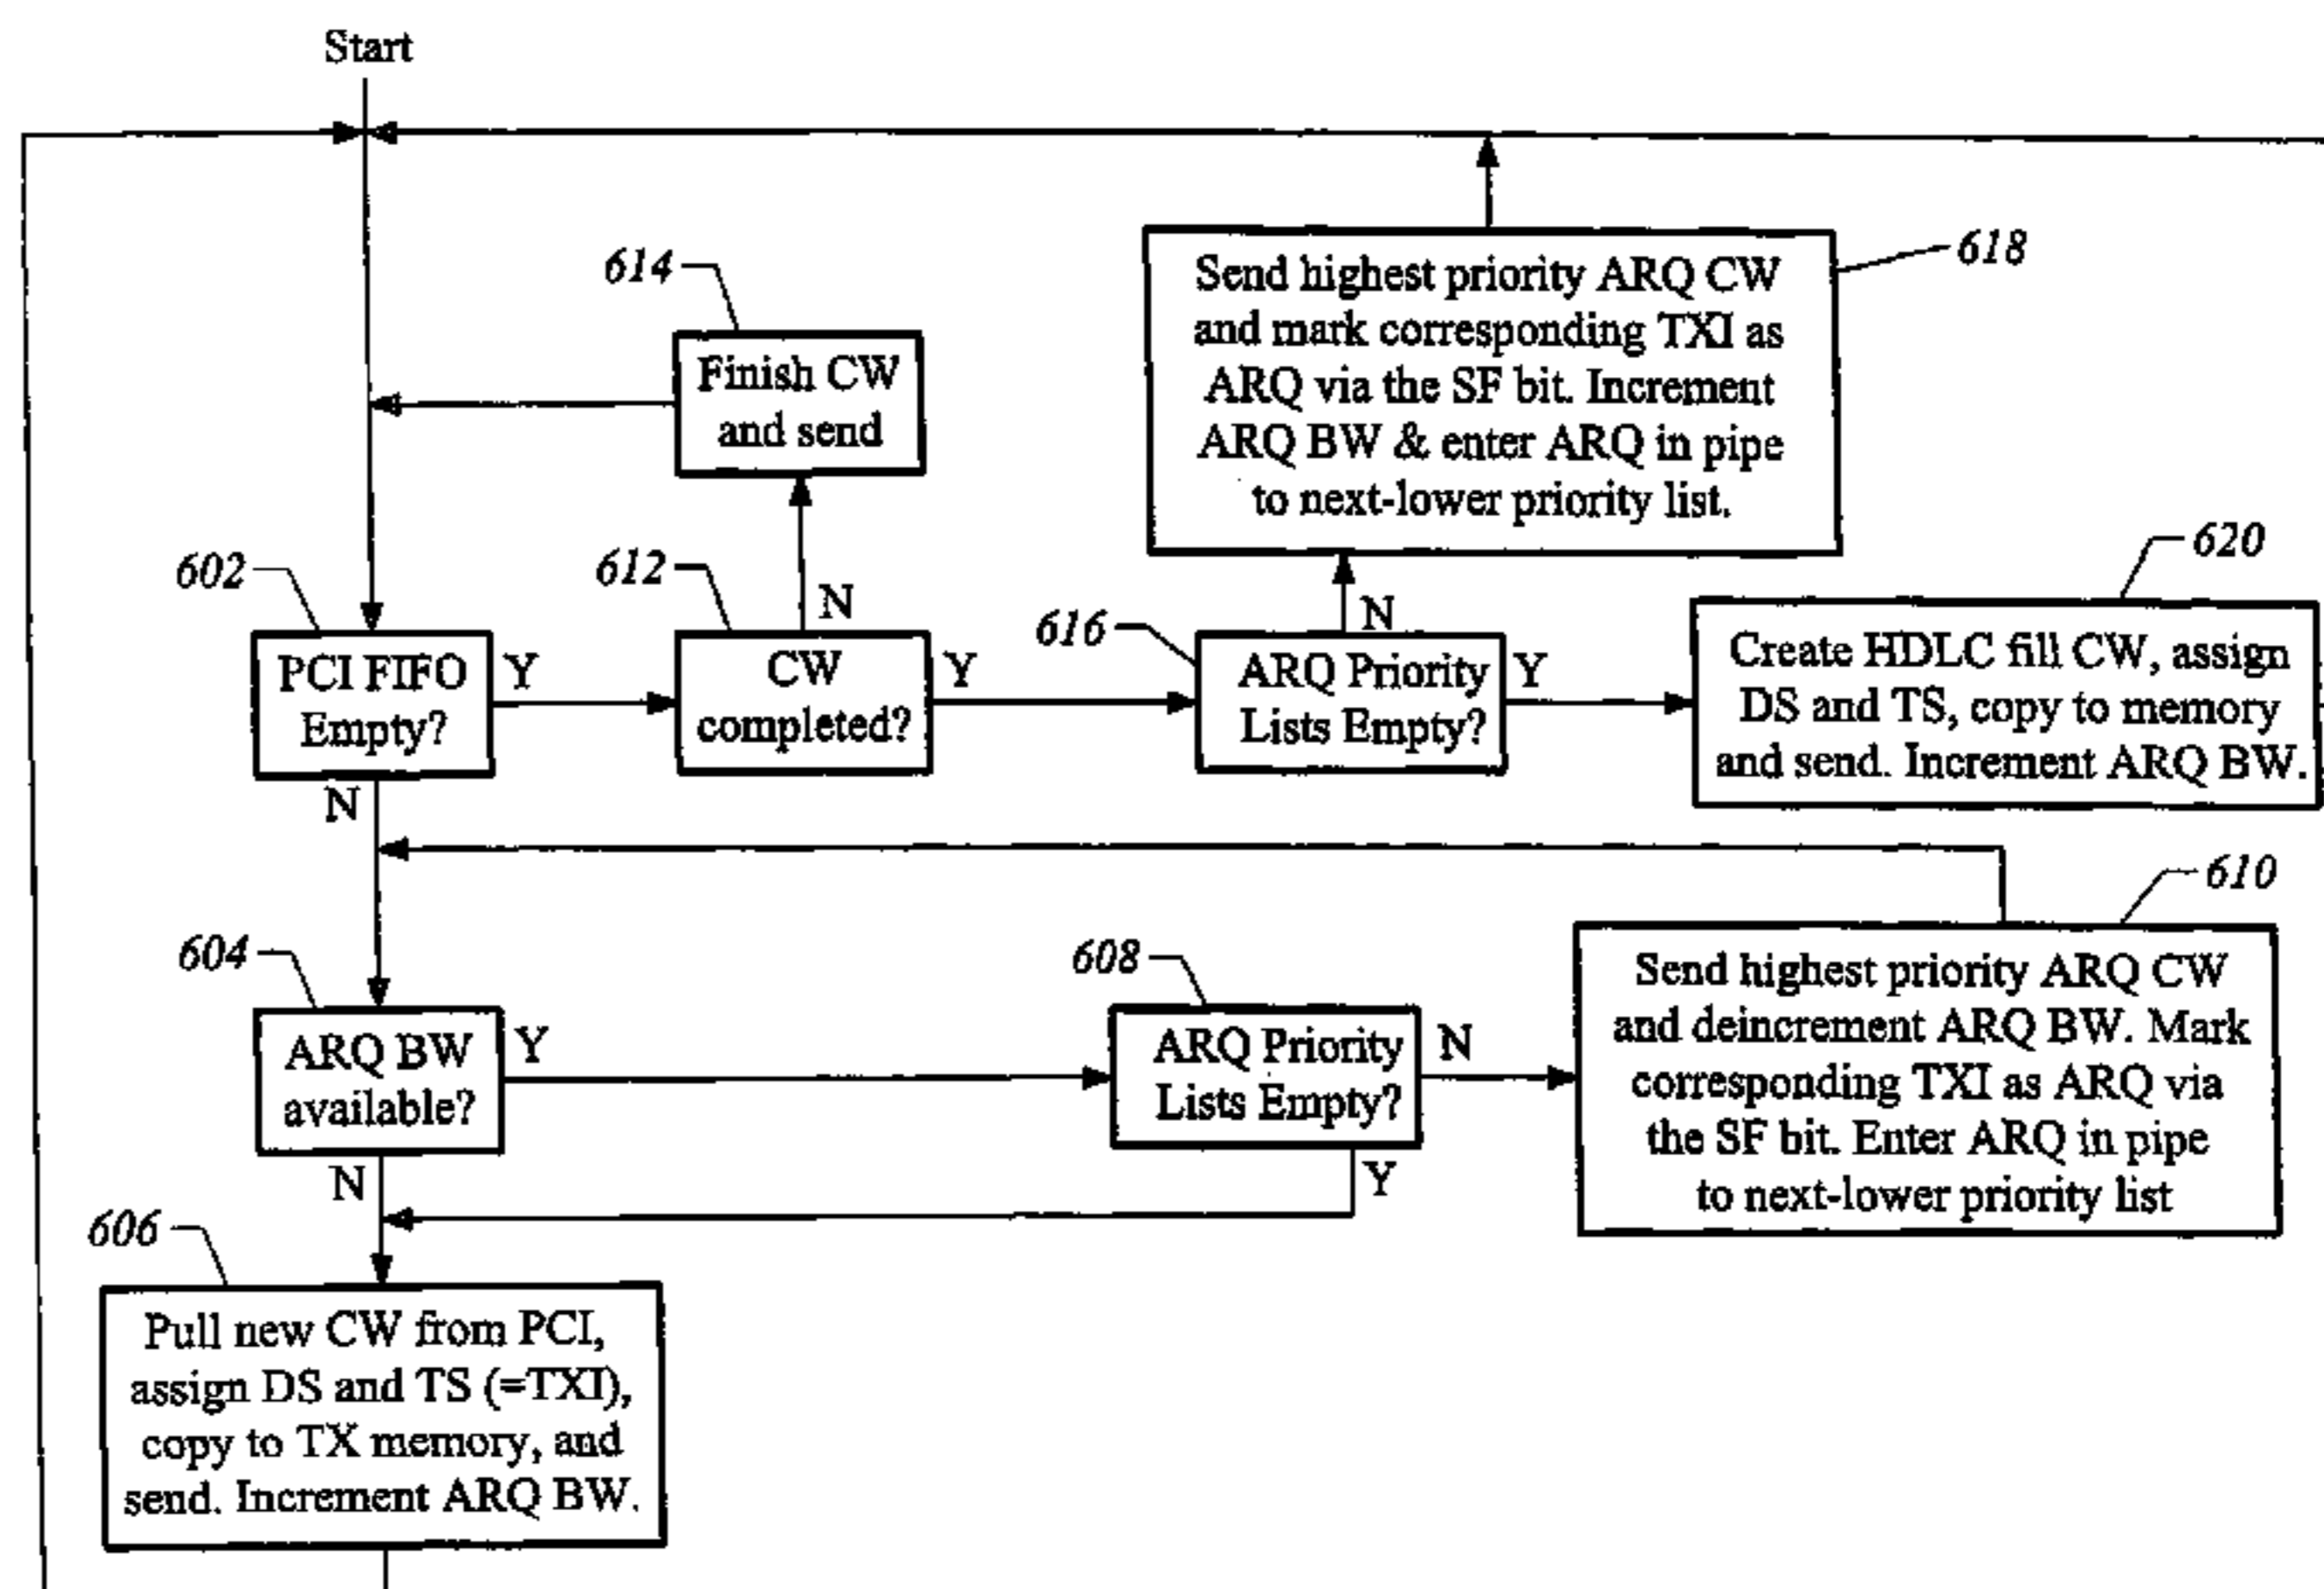 Start
614
Finish CW
and send
618
Send highest priority ARQ CW
and mark corresponding TXI as
ARQ via the SF bit. Increment
ARQ BW & enter ARQ in pipe
to next-lower priority list.
602
PCI FIFO
Empty?
Y
N
612
CW
completed?
N
Y
616
ARQ Priority
Lists Empty?
N
Y
620
Create HDLC fill CW, assign
DS and TS, copy to memory
and send. Increment ARQ BW.
604
ARQ BW
available?
Y
N
608
ARQ Priority
Lists Empty?
N
Y
610
Send highest priority ARQ CW
and deincrement ARQ BW. Mark
corresponding TXI as ARQ via
the SF bit. Enter ARQ in pipe
to next-lower priority list
606
Pull new CW from PCI,
assign DS and TS (=TXI),
copy to TX memory, and
send. Increment ARQ BW.